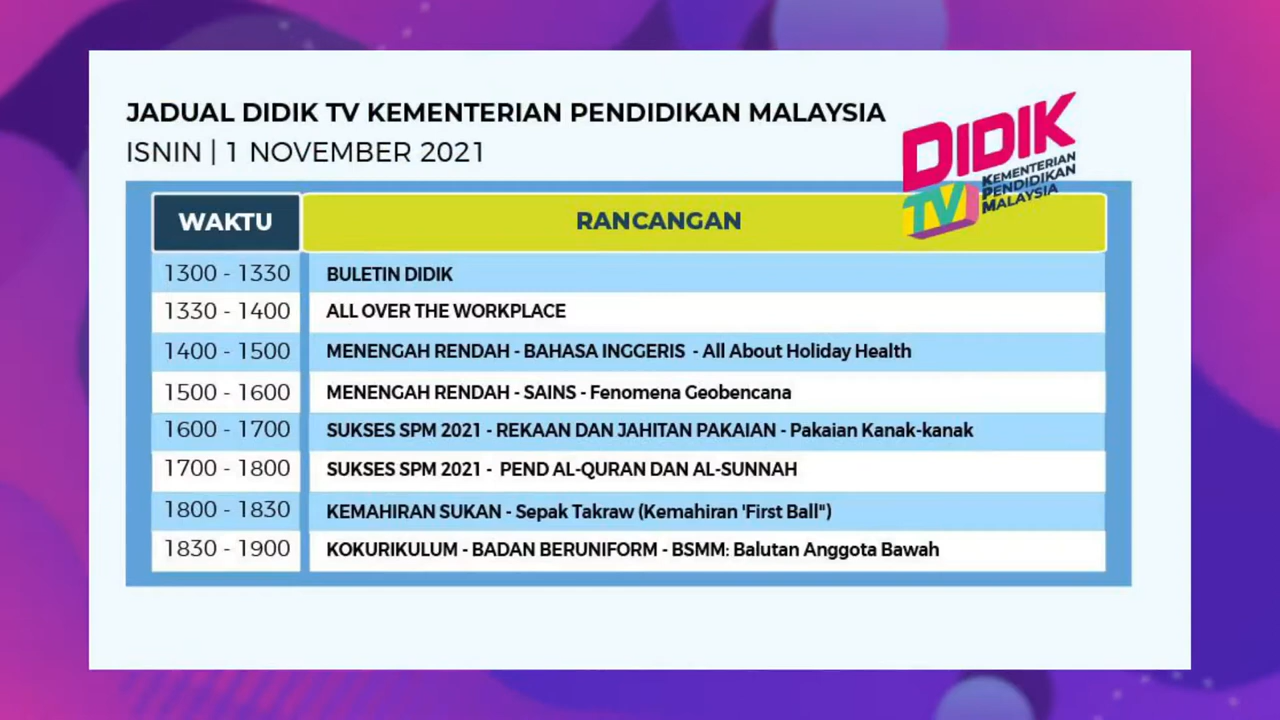 JADUAL DIDIK TV KEMENTERIAN PENDIDIKAN MALAYSIA
ISNIN | 1 NOVEMBER 2021
DIDIK
TV
KEMENTERIAN
PENDIDIKAN
MALAYSIA
WAKTU RANCANGAN
1300 - 1330 BULETIN DIDIK
1330 - 1400 ALL OVER THE WORKPLACE
1400 - 1500 MENENGAH RENDAH - BAHASA INGGERIS - All About Holiday Health
1500 - 1600 MENENGAH RENDAH - SAINS - Fenomena Geobencana
1600 - 1700 SUKSES SPM 2021 - REKAAN DAN JAHITAN PAKAIAN - Pakaian Kanak-kanak
1700 - 1800 SUKSES SPM 2021 - PEND AL-QURAN DAN AL-SUNNAH
1800 - 1830 KEMAHIRAN SUKAN - Sepak Takraw (Kemahiran 'First Ball")
1830 - 1900 KOKURIKULUM - BADAN BERUNIFORM - BSMM: Balutan Anggota Bawah